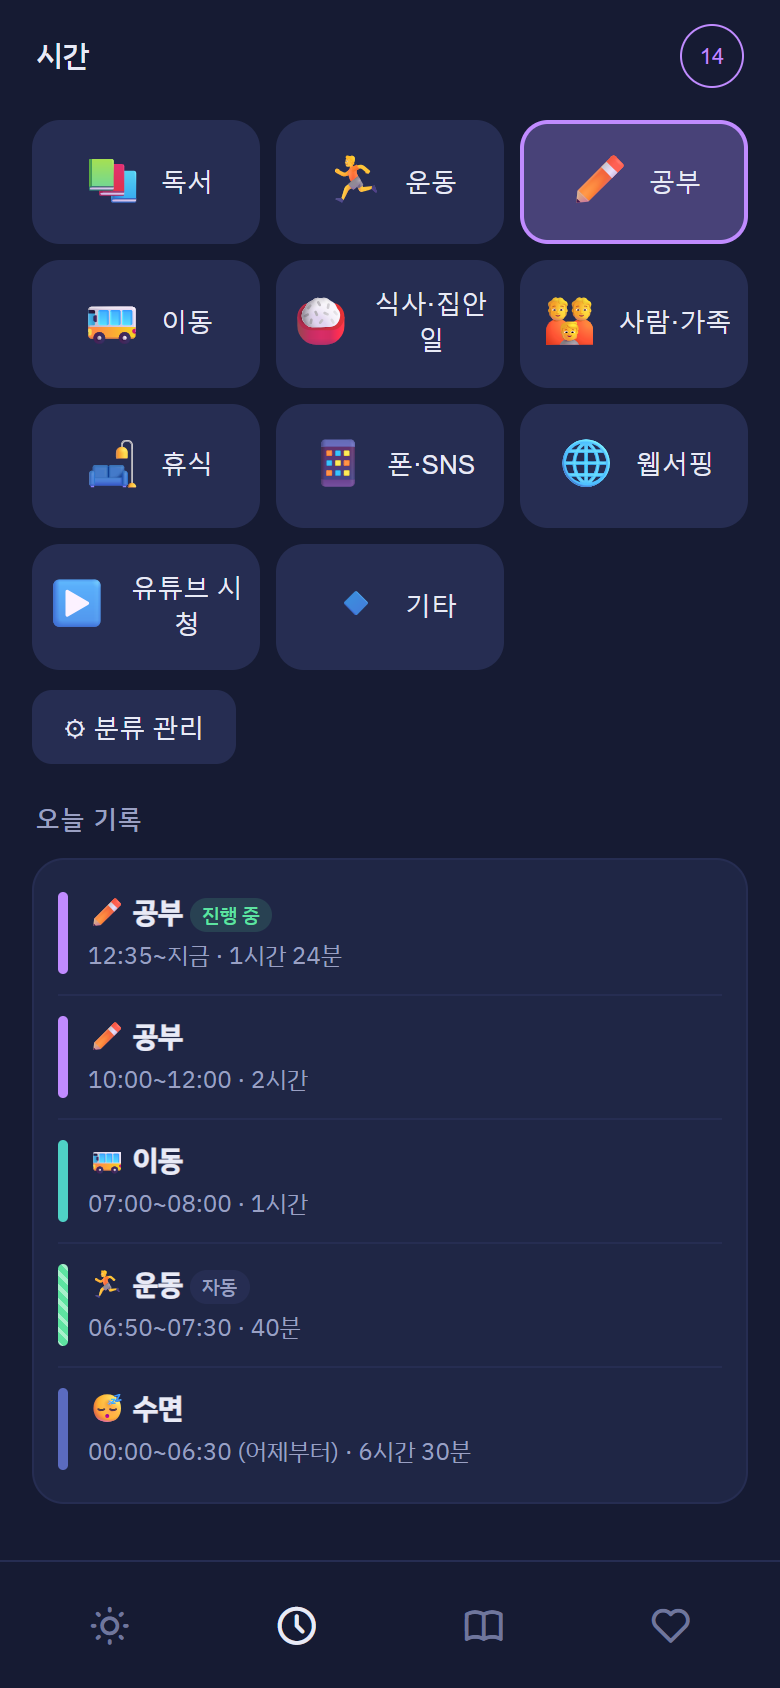 시간
14
독서
운동
공부
이동
식사·집안
일
사람·가족
휴식
폰·SNS
웹서핑
유튜브 시
청
기타
⚙ 분류 관리
오늘 기록
공부 진행 중
12:35~지금 · 1시간 24분
공부
10:00~12:00 · 2시간
이동
07:00~08:00 · 1시간
운동 자동
06:50~07:30 · 40분
수면
00:00~06:30 (어제부터) · 6시간 30분